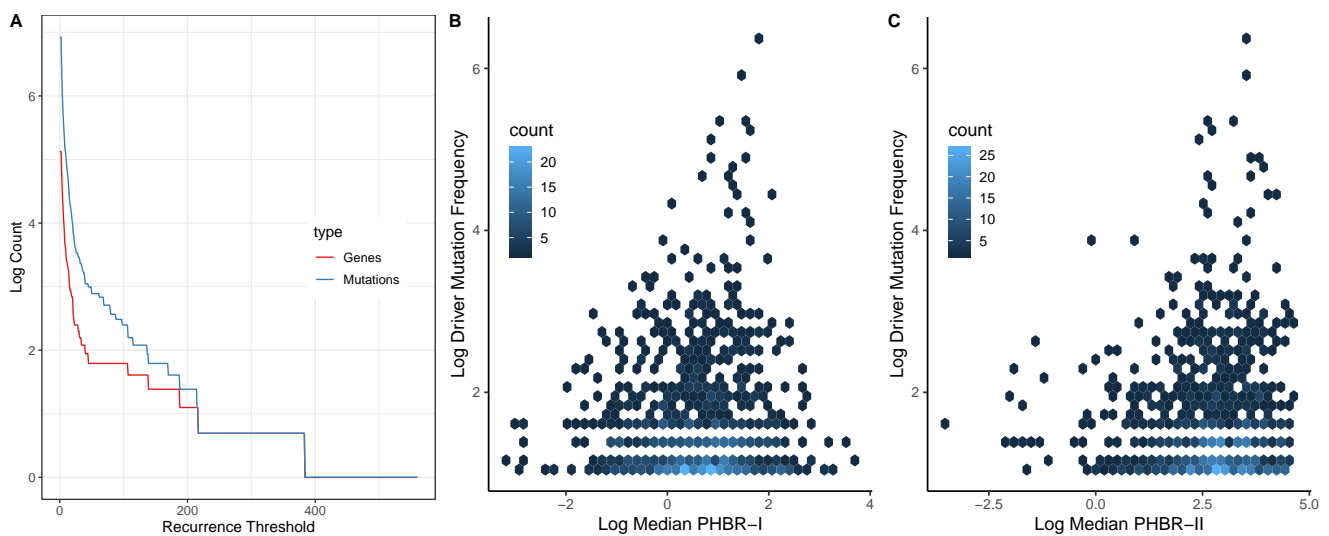 A
Log Count
6
4
2
0
0
200
400
Recurrence Threshold
type
Genes
Mutations
B
Log Driver Mutation Frequency
6
4
2
−2
0
2
4
Log Median PHBR−I
count
20
15
10
5
C
Log Driver Mutation Frequency
6
4
2
−2.5
0.0
2.5
5.0
Log Median PHBR−II
count
25
20
15
10
5